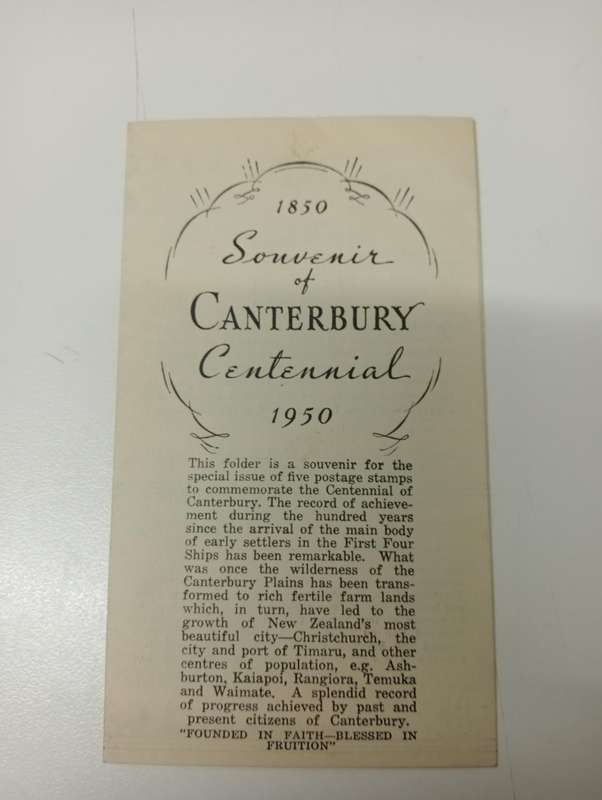 1850
Souvenir
of
CANTERBURY
Centennial
1950
This folder is a souvenir for the
special issue of five postage stamps
to commemorate the Centennial of
Canterbury. The record of achieve-
ment during the hundred years
since the arrival of the main body
of early settlers in the First Four
Ships has been remarkable. What
was once the wilderness of the
Canterbury Plains has been trans-
formed to rich fertile farm lands
which, in turn, have led to the
growth of New Zealand's most
beautiful city—Christchurch, the
city and port of Timaru, and other
centres of population, e.g. Ash-
burton, Kaiapoi, Rangiora, Temuka
and Waimate. A splendid record
of progress achieved by past and
present citizens of Canterbury.
"FOUNDED IN FAITH—BLESSED IN
FRUITION"